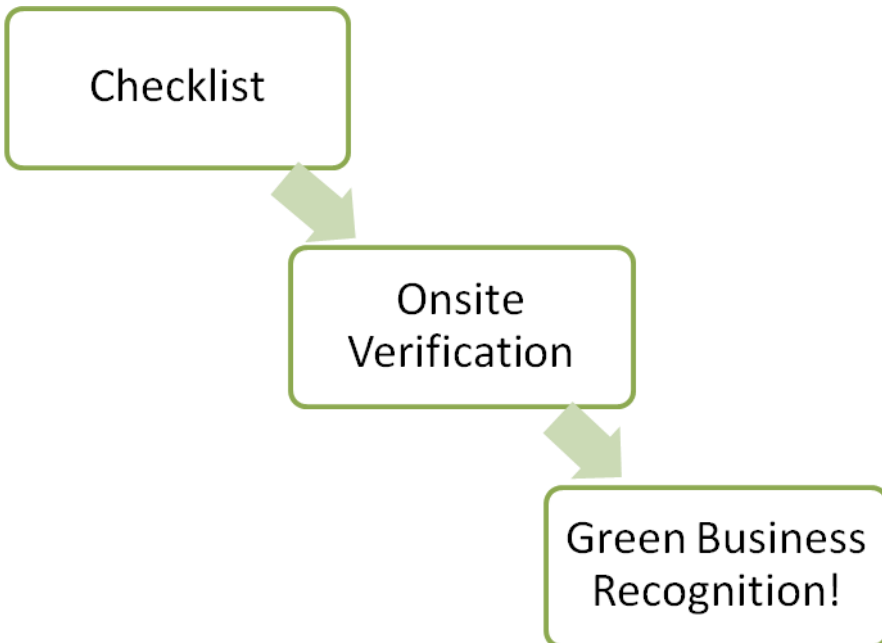 Checklist
Onsite
Verification
Green Business
Recognition!